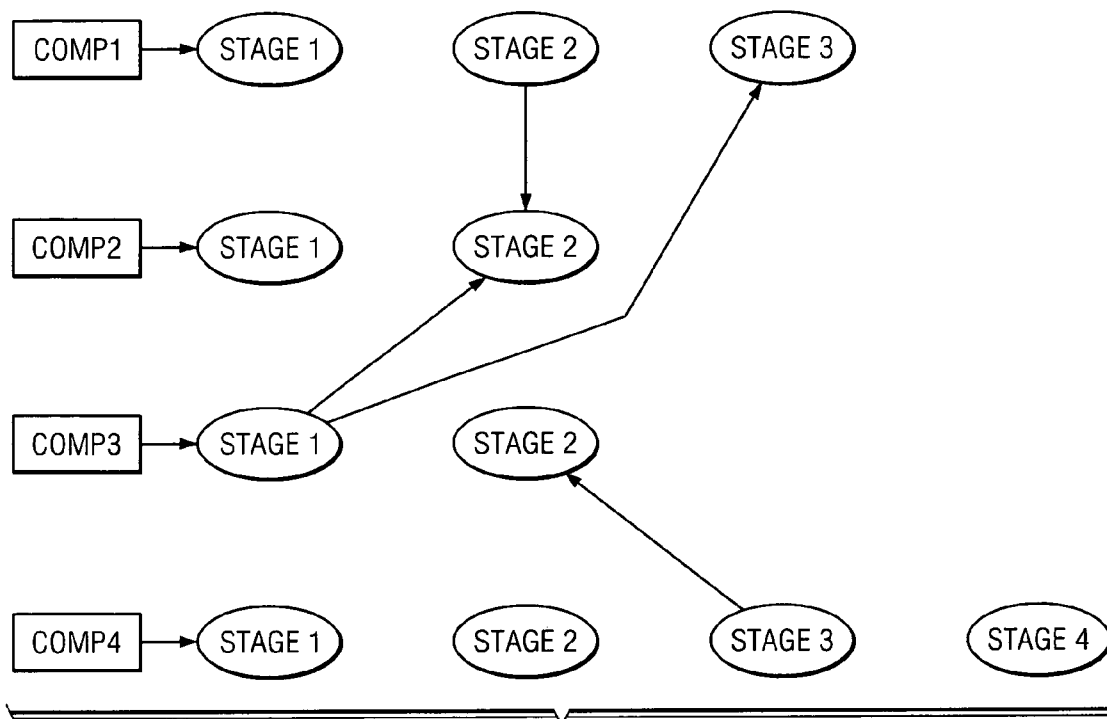 COMP1 STAGE 1 STAGE 2 STAGE 3
COMP2 STAGE 1 STAGE 2
COMP3 STAGE 1 STAGE 2
COMP4 STAGE 1 STAGE 2 STAGE 3 STAGE 4